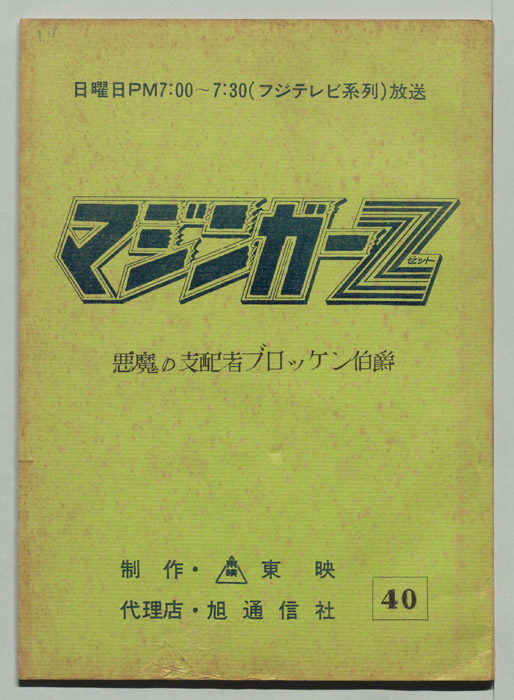 日曜日PM7:00～7:30(フジテレビ系列)放送
マジンガーZ
ゼット
悪魔の支配者ブロッケン伯爵
制作・東映 東映
代理店・旭通信社
40